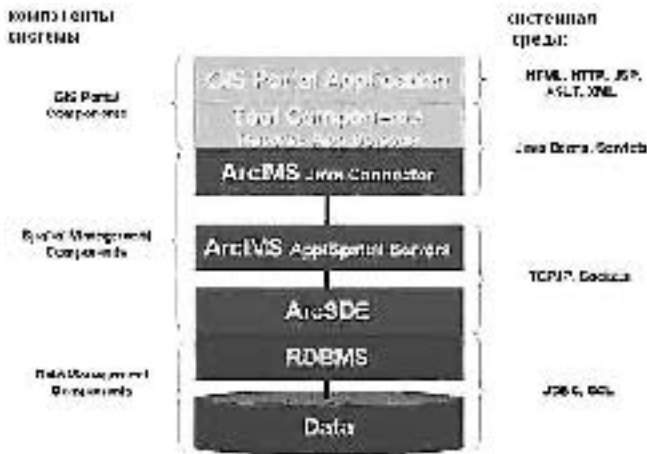 компоненты
системы
системная
среда:
GIS Portal Application
HTML, HTTP, JSP,
XSLT, XML
GIS Portal
Components
Tool Components
Java Beans, Servlets
ArcIMS Java Connector
Spatial Management
Components
ArcIMS App/Spatial Servers
TCP/IP, Sockets
ArcSDE
RDBMS
Data Management
Components
JDBC, SQL
Data